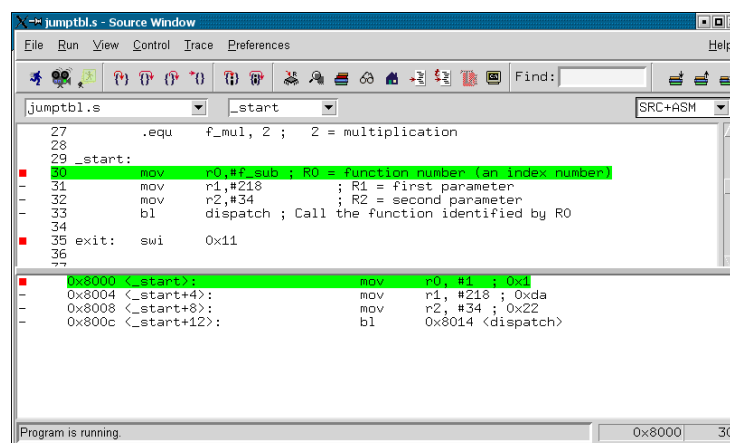 jumptbl.s - Source Window
File Run View Control Trace Preferences Help
Find:
jumptbl.s _start SRC+ASM
27 .equ f_mul, 2 ; 2 = multiplication
28
29 _start:
30 mov r0,#f_sub ; R0 = function number (an index number)
31 mov r1,#218 ; R1 = first parameter
32 mov r2,#34 ; R2 = second parameter
33 bl dispatch ; Call the function identified by R0
34
35 exit: swi 0x11
36
0x8000 <_start>: mov r0, #1 ; 0x1
0x8004 <_start+4>: mov r1, #218 ; 0xda
0x8008 <_start+8>: mov r2, #34 ; 0x22
0x800c <_start+12>: bl 0x8014 <dispatch>
Program is running. 0x8000 30